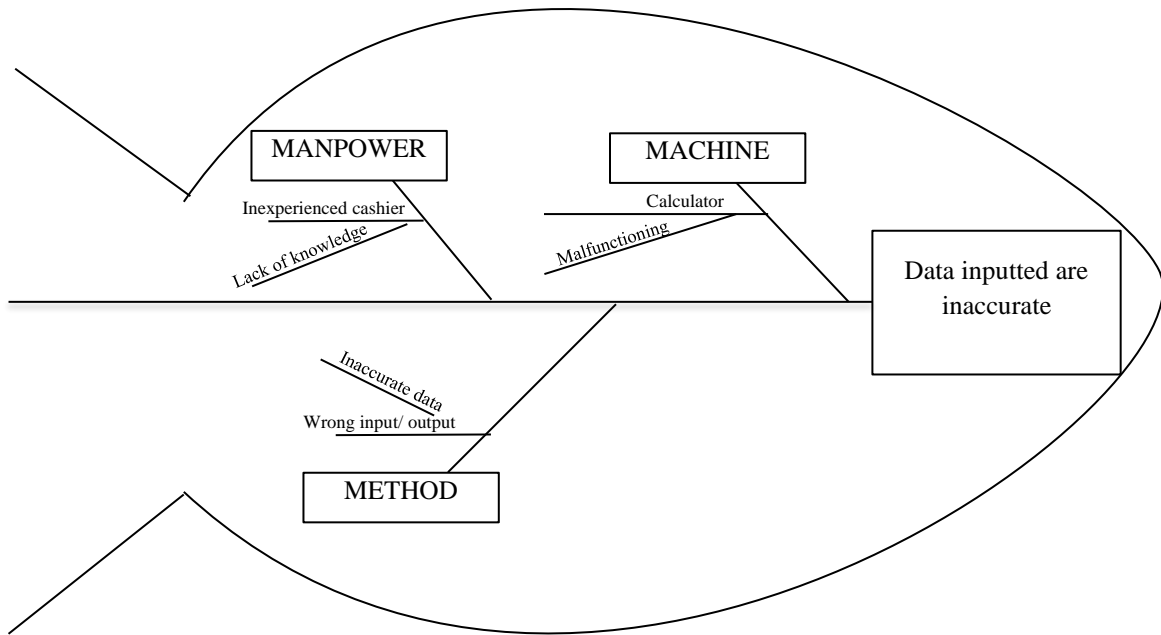 MANPOWER
MACHINE
Inexperienced cashier
Calculator
Lack of knowledge
Malfunctioning
Data inputted are
inaccurate
Inaccurate data
Wrong input/ output
METHOD